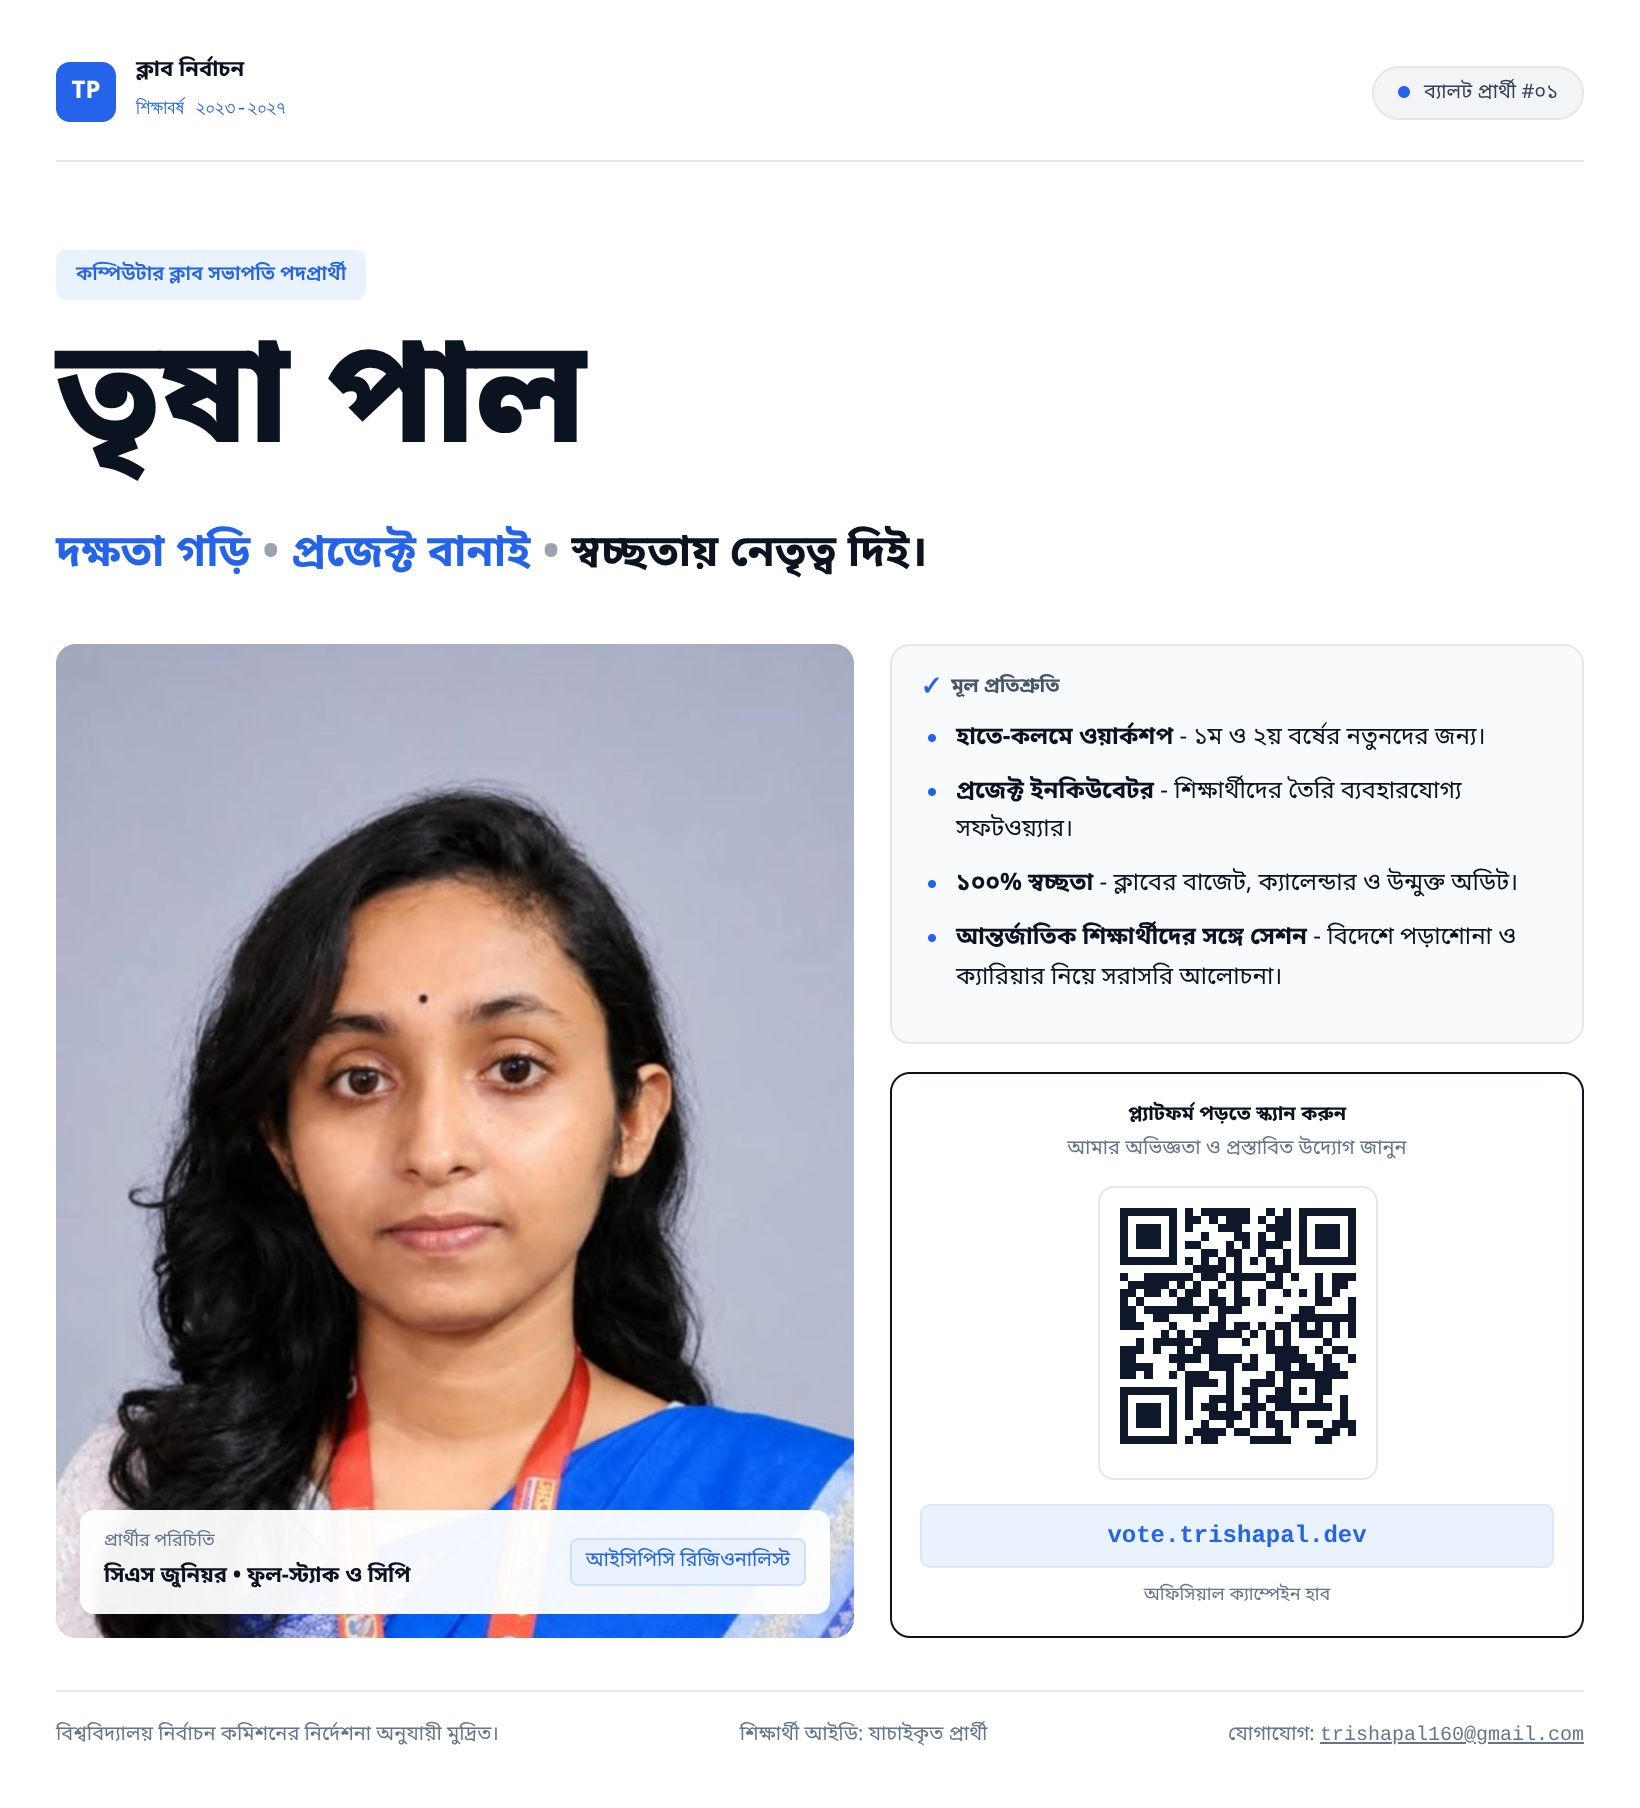 TP
ক্লাব নির্বাচন
শিক্ষাবর্ষ ২০২৩-২০২৭
ব্যালট প্রার্থী #০১
কম্পিউটার ক্লাব সভাপতি পদপ্রার্থী
তৃষা পাল
দক্ষতা গড়ি • প্রজেক্ট বানাই • স্বচ্ছতায় নেতৃত্ব দিই।
প্রার্থীর পরিচিতি
সিএস জুনিয়র • ফুল-স্ট্যাক ও সিপি
আইসিপিসি রিজিওনালিস্ট
✓ মূল প্রতিশ্রুতি
• হাতে-কলমে ওয়ার্কশপ - ১ম ও ২য় বর্ষের নতুনদের জন্য।
• প্রজেক্ট ইনকিউবেটর - শিক্ষার্থীদের তৈরি ব্যবহারযোগ্য
সফটওয়্যার।
• ১০০% স্বচ্ছতা - ক্লাবের বাজেট, ক্যালেন্ডার ও উন্মুক্ত অডিট।
• আন্তর্জাতিক শিক্ষার্থীদের সঙ্গে সেশন - বিদেশে পড়াশোনা ও
ক্যারিয়ার নিয়ে সরাসরি আলোচনা।
প্ল্যাটফর্ম পড়তে স্ক্যান করুন
আমার অভিজ্ঞতা ও প্রস্তাবিত উদ্যোগ জানুন
vote.trishapal.dev
অফিসিয়াল ক্যাম্পেইন হাব
বিশ্ববিদ্যালয় নির্বাচন কমিশনের নির্দেশনা অনুযায়ী মুদ্রিত।
শিক্ষার্থী আইডি: যাচাইকৃত প্রার্থী
যোগাযোগ: trishapal160@gmail.com